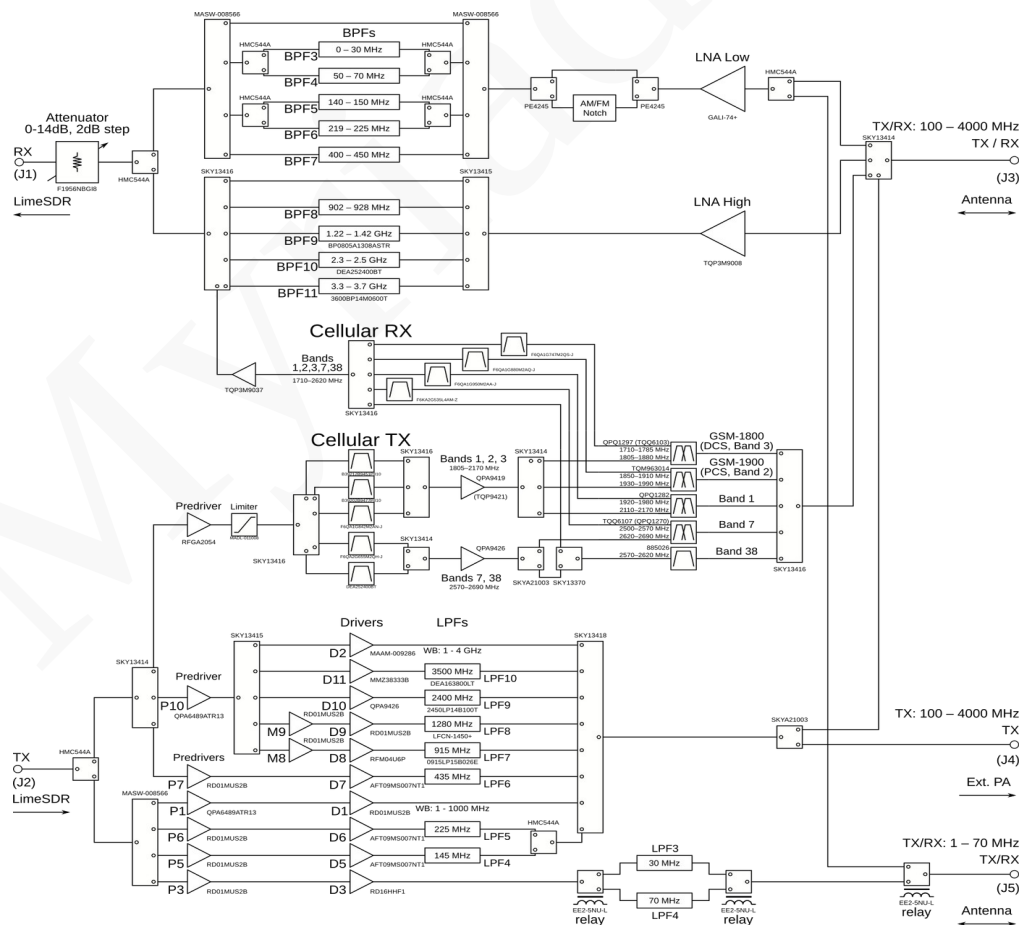 MASW-008566
MASW-008566
BPFs
HMC544A
0 – 30 MHz
HMC544A
BPF3
50 – 70 MHz
BPF4
HMC544A
140 – 150 MHz
HMC544A
BPF5
219 – 225 MHz
BPF6
400 – 450 MHz
BPF7
PE4245
AM/FM
Notch
PE4245
LNA Low
GALI-74+
HMC544A
TX/RX: 100 – 4000 MHz
SKY13414
TX / RX
(J3)
Antenna
Attenuator
0-14dB, 2dB step
RX
(J1)
F1956NBGI8
HMC544A
LimeSDR
SKY13416
SKY13415
902 – 928 MHz
BPF8
1.22 – 1.42 GHz
BPF9
BP0805A1308ASTR
2.3 – 2.5 GHz
BPF10
DEA252400BT
3.3 – 3.7 GHz
BPF11
3600BP14M0600T
LNA High
TQP3M9008
Cellular RX
Bands
1,2,3,7,38
1710–2620 MHz
TQP3M9037
SKY13416
Cellular TX
SKY13416
Bands 1, 2, 3
1805–2170 MHz
SKY13414
QPA9419
(TQP9421)
Predriver
RFGA2054
Limiter
SKY13416
SKY13414
QPA9426
Bands 7, 38
2570–2690 MHz
SKYA21003
SKY13370
QPQ1297 (TQQ6103)
1710–1785 MHz
1805–1880 MHz
GSM-1800
(DCS, Band 3)
TQM963014
1850–1910 MHz
1930–1990 MHz
GSM-1900
(PCS, Band 2)
QPQ1282
1920–1980 MHz
2110–2170 MHz
Band 1
TQQ6107 (QPQ1270)
2500–2570 MHz
2620–2690 MHz
Band 7
885026
2570–2620 MHz
Band 38
SKY13416
Drivers
LPFs
SKY13415
SKY13418
SKY13414
D2
MAAM-009286
WB: 1 - 4 GHz
Predriver
D11
MMZ38333B
3500 MHz
LPF10
DEA163800LT
P10
QPA6489ATR13
D10
QPA9426
2400 MHz
LPF9
2450LP14B100T
M9
RD01MUS2B
D9
RD01MUS2B
1280 MHz
LPF8
LFCN-1450+
M8
RD01MUS2B
D8
RFM04U6P
915 MHz
LPF7
0915LP15B026E
Predrivers
P7
RD01MUS2B
D7
AFT09MS007NT1
435 MHz
LPF6
TX
(J2)
LimeSDR
HMC544A
MASW-008566
P1
QPA6489ATR13
D1
RD01MUS2B
WB: 1 - 1000 MHz
P6
RD01MUS2B
D6
AFT09MS007NT1
225 MHz
LPF5
HMC544A
P5
RD01MUS2B
D5
AFT09MS007NT1
145 MHz
LPF4
P3
RD01MUS2B
D3
RD16HHF1
SKYA21003
TX: 100 – 4000 MHz
TX
(J4)
Ext. PA
LPF3
30 MHz
70 MHz
LPF4
EE2-5NU-L
relay
EE2-5NU-L
relay
EE2-5NU-L
relay
TX/RX: 1 – 70 MHz
TX/RX
(J5)
Antenna